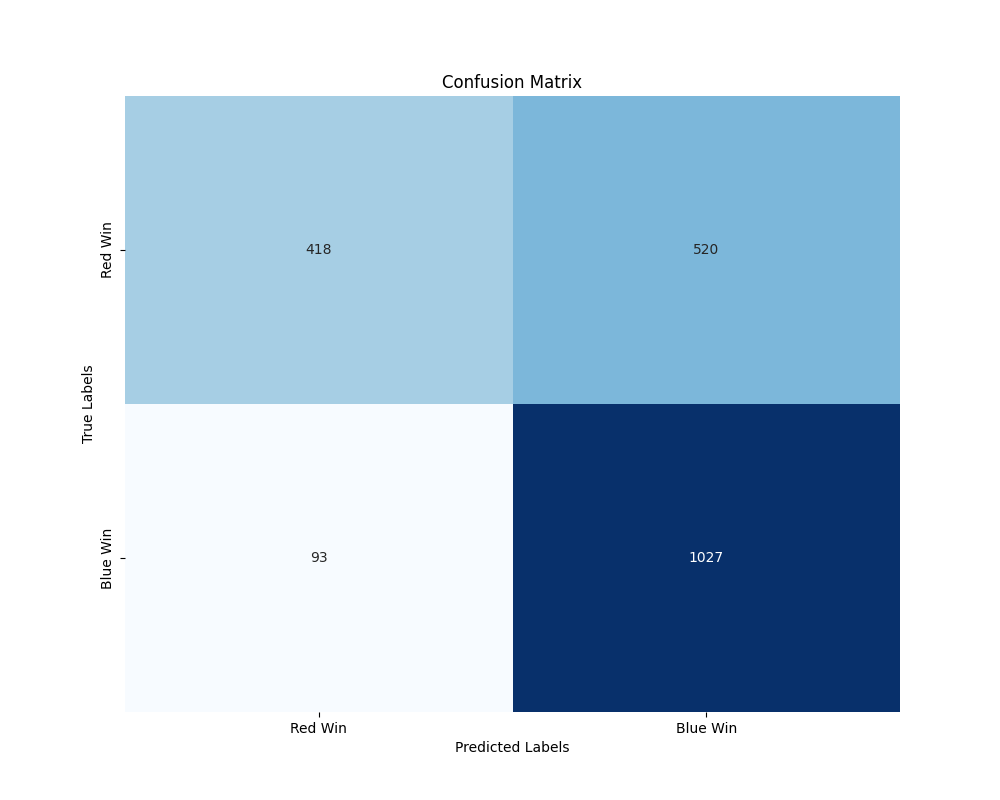 Confusion Matrix
Red Win
418
520
True Labels
Blue Win
93
1027
Red Win
Blue Win
Predicted Labels